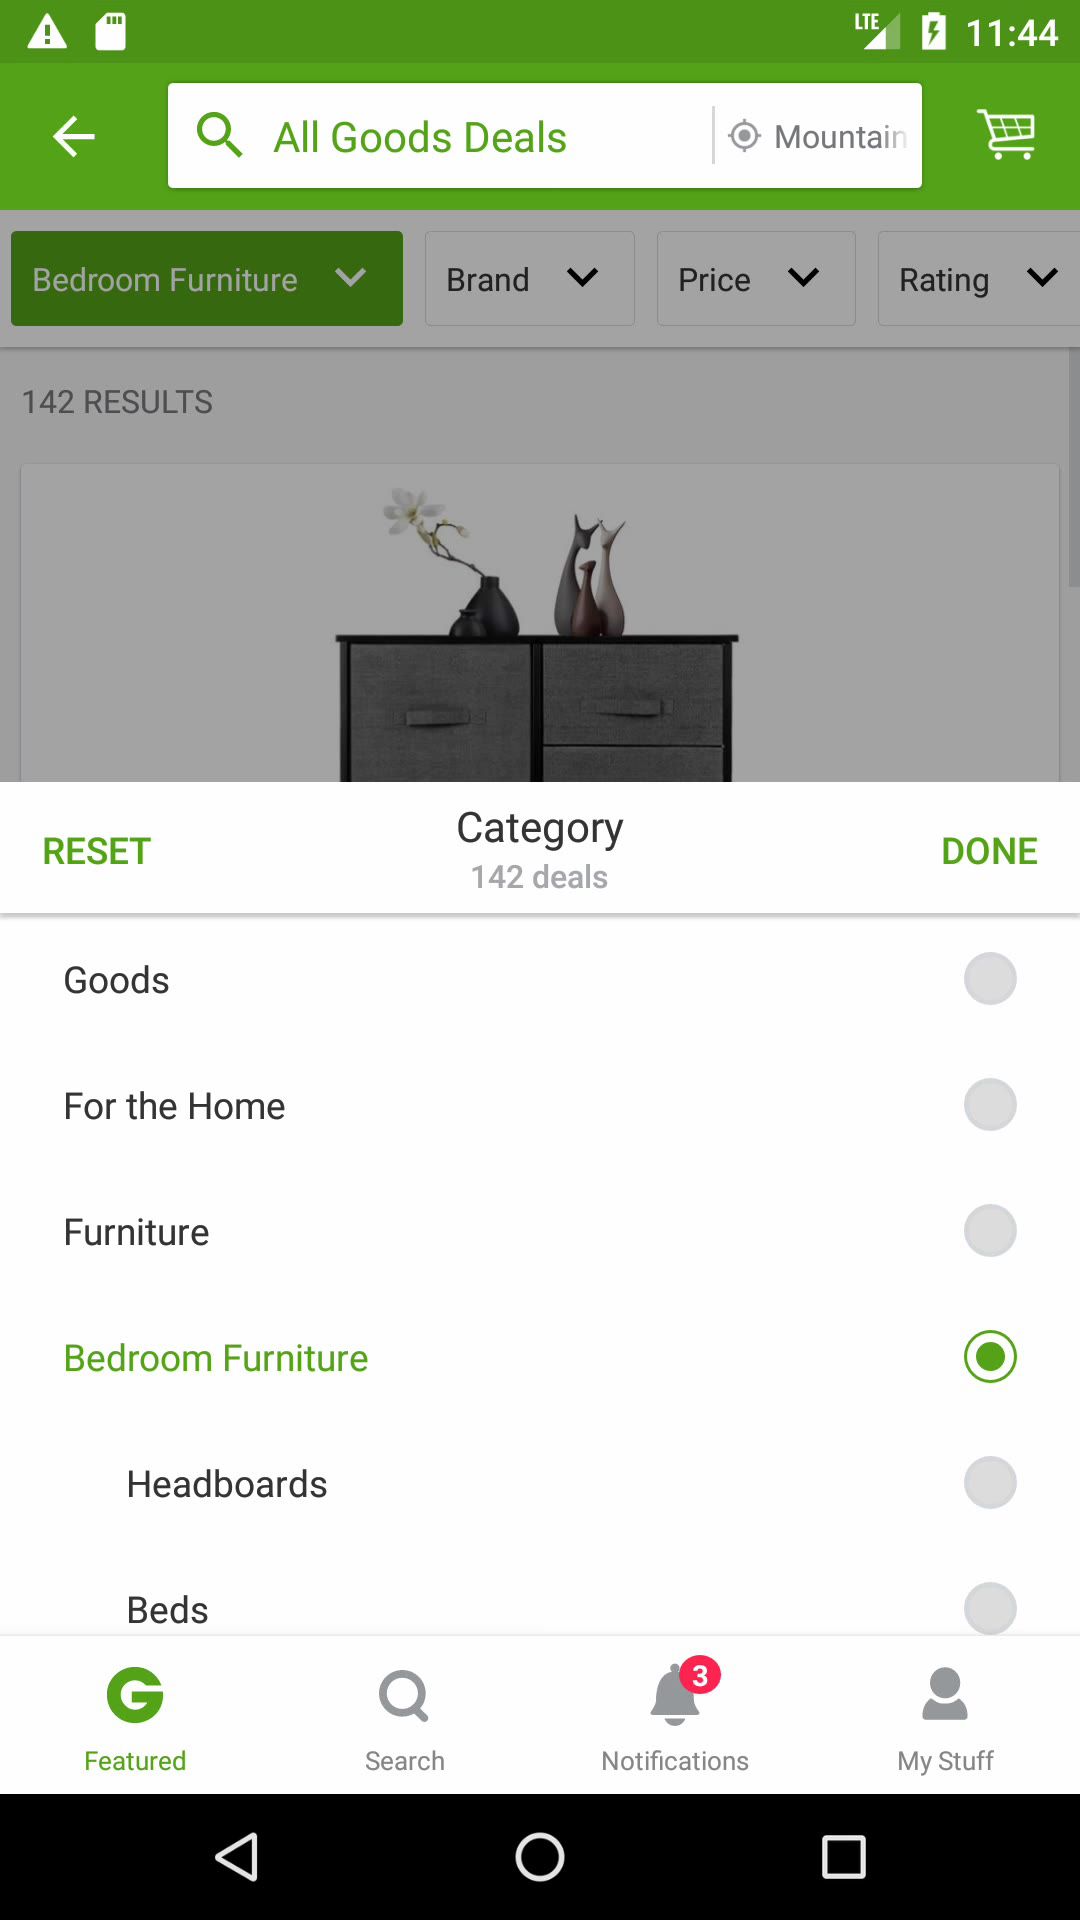 LTE 11:44
All Goods Deals Mountain
Bedroom Furniture Brand Price Rating
142 RESULTS
RESET Category DONE
142 deals
Goods
For the Home
Furniture
Bedroom Furniture
Headboards
Beds
3
Featured Search Notifications My Stuff